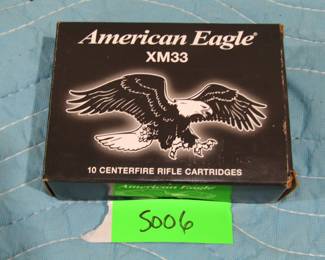 American Eagle®
XM33
10 CENTERFIRE RIFLE CARTRIDGES
American Eagle
5006